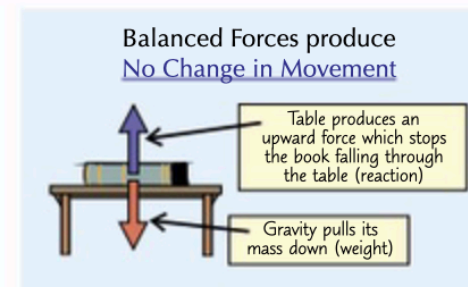 Balanced Forces produce
No Change in Movement
Table produces an
upward force which stops
the book falling through
the table (reaction)
Gravity pulls its
mass down (weight)